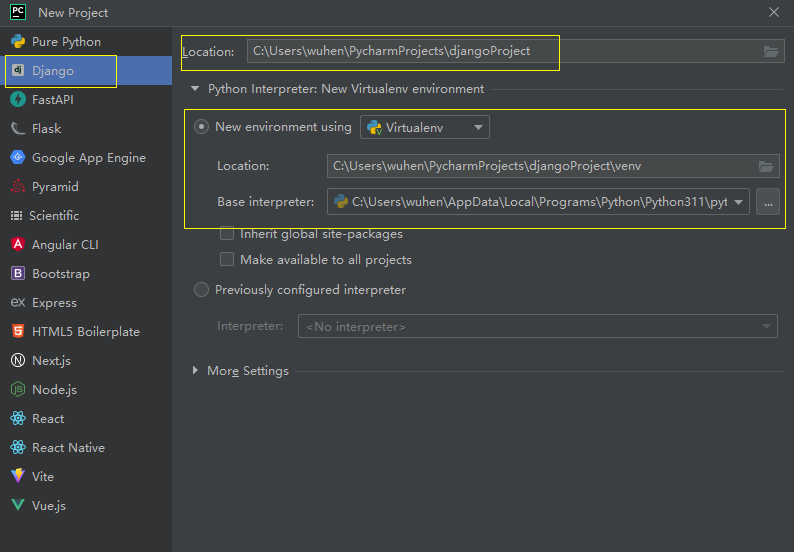 PC New Project
Pure Python
dj Django
FastAPI
Flask
Google App Engine
Pyramid
Scientific
Angular CLI
Bootstrap
ex Express
HTML5 Boilerplate
Next.js
Node.js
React
React Native
Vite
Vue.js
Location: C:\Users\wuhen\PycharmProjects\djangoProject
Python Interpreter: New Virtualenv environment
New environment using Virtualenv
Location: C:\Users\wuhen\PycharmProjects\djangoProject\venv
Base interpreter: C:\Users\wuhen\AppData\Local\Programs\Python\Python311\pyt ...
Inherit global site-packages
Make available to all projects
Previously configured interpreter
Interpreter: <No interpreter>
More Settings